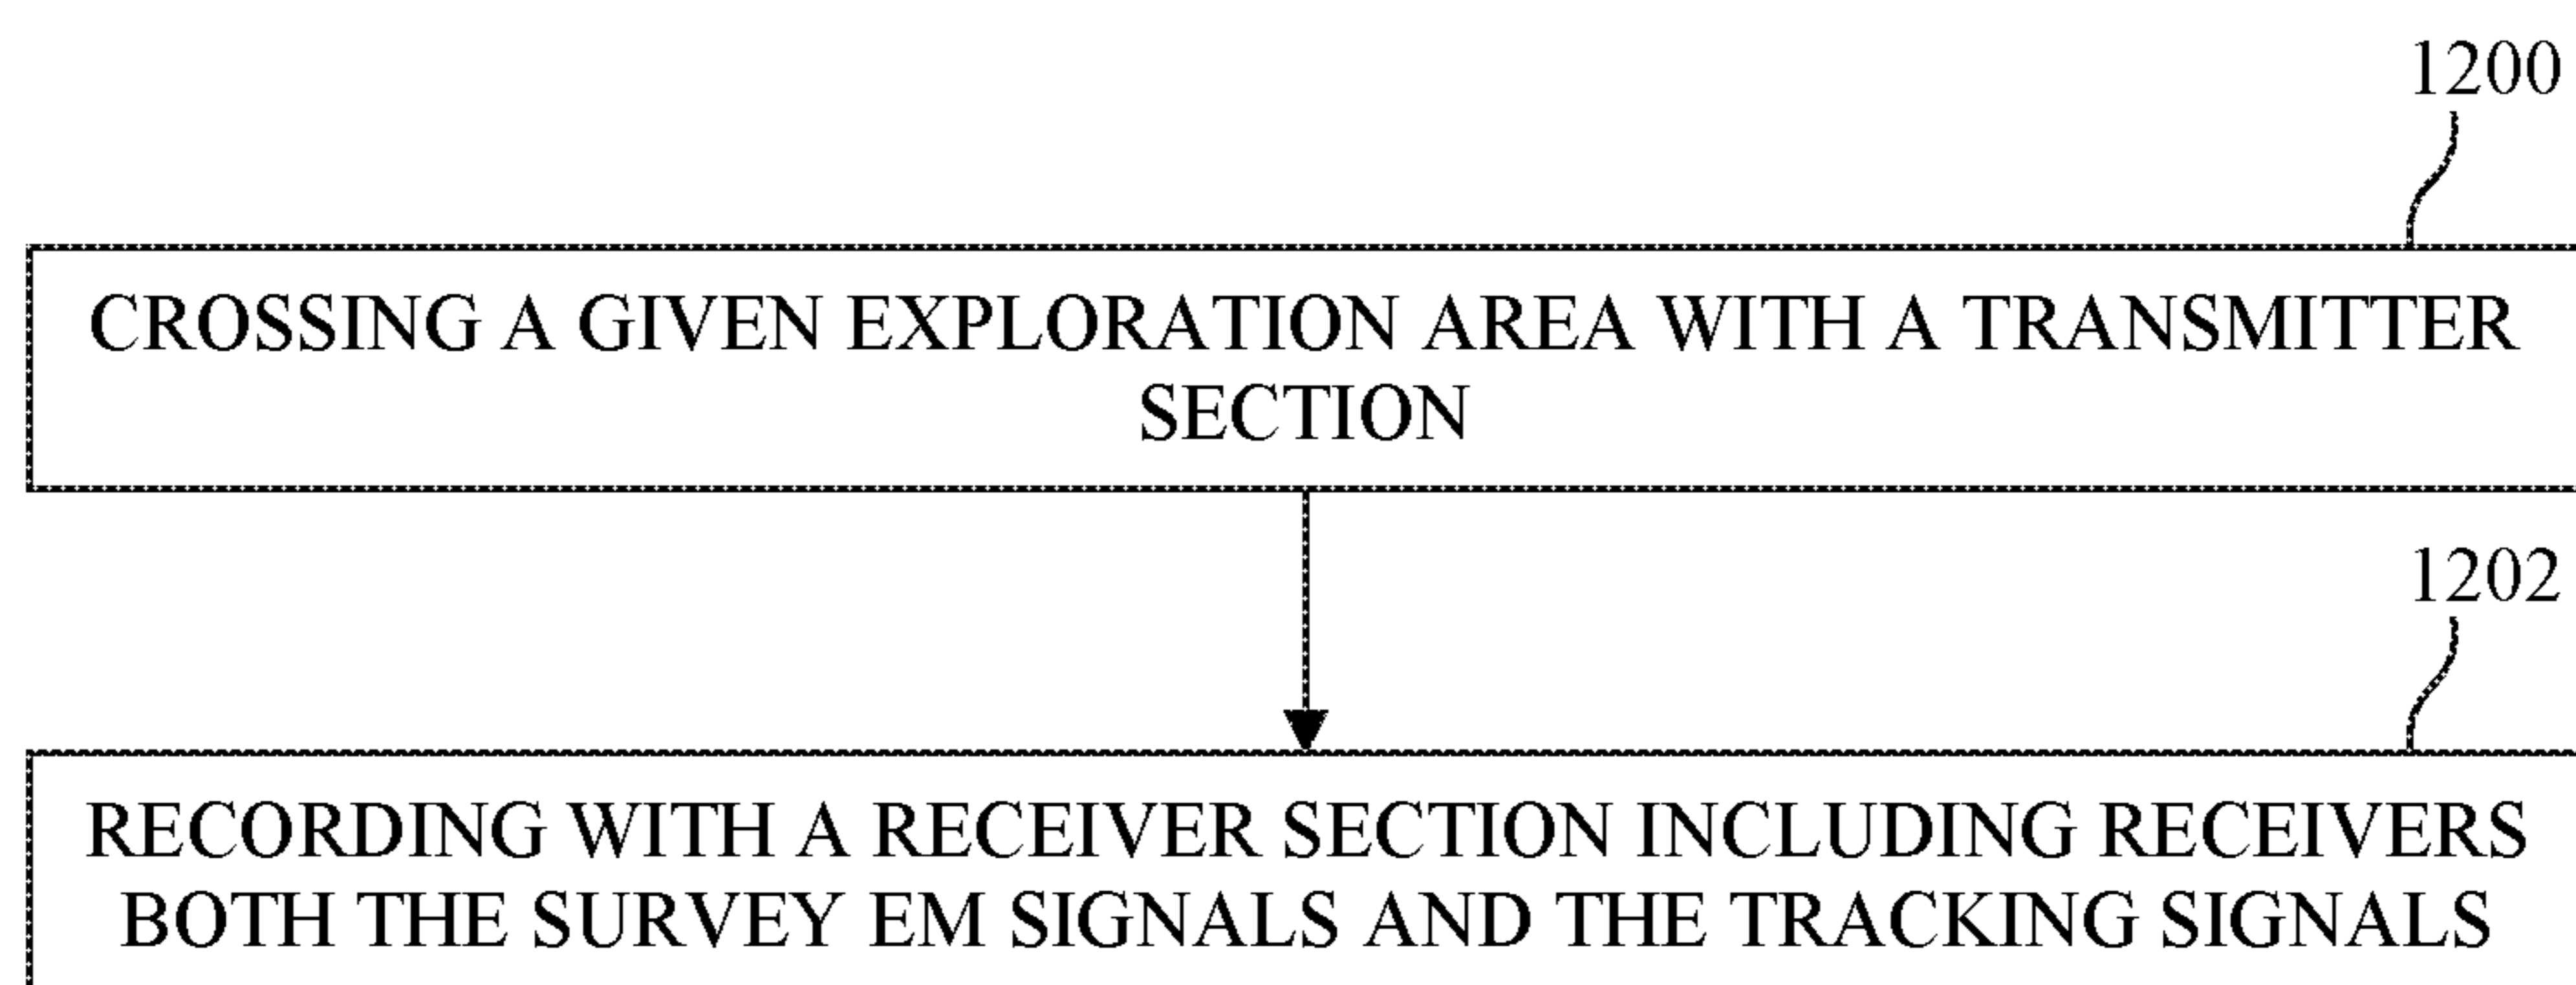 1200
CROSSING A GIVEN EXPLORATION AREA WITH A TRANSMITTER
SECTION
1202
RECORDING WITH A RECEIVER SECTION INCLUDING RECEIVERS
BOTH THE SURVEY EM SIGNALS AND THE TRACKING SIGNALS